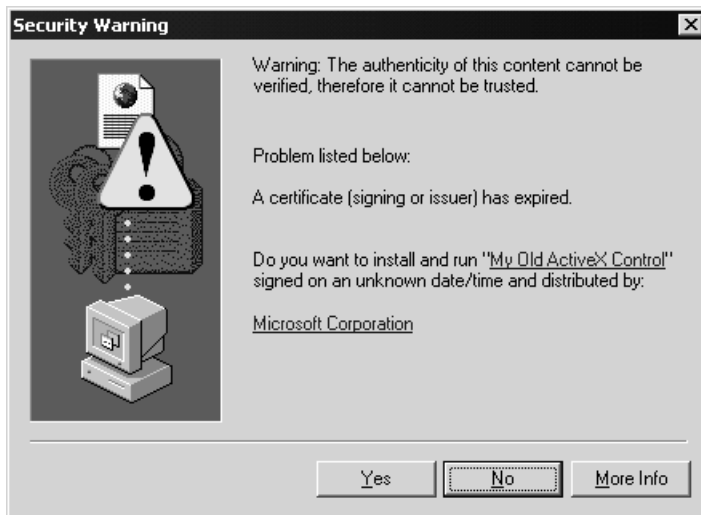 Security Warning
Warning: The authenticity of this content cannot be
verified, therefore it cannot be trusted.
Problem listed below:
A certificate (signing or issuer) has expired.
Do you want to install and run "My Old ActiveX Control"
signed on an unknown date/time and distributed by:
Microsoft Corporation
Yes
No
More Info